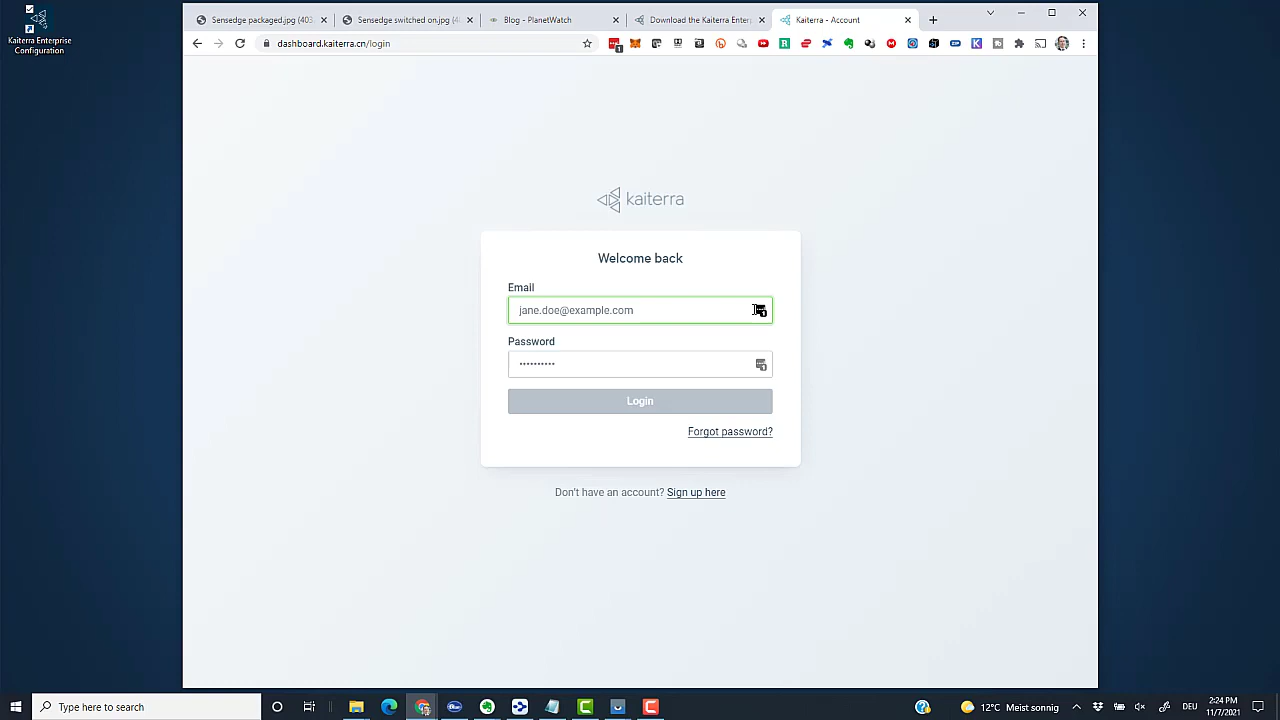 Kaiterra Enterprise
Configuration
Sensedge packaged.jpg (403
Sensedge switched on.jpg (4
Blog - PlanetWatch
Download the Kaiterra Enter
Kaiterra - Account
dashboard.kaiterra.cn/login
kaiterra
Welcome back
Email
jane.doe@example.com
Password
Login
Forgot password?
Don't have an account? Sign up here
Type here to search
12°C Meist sonnig
DEU
2:24 PM
11/7/2021